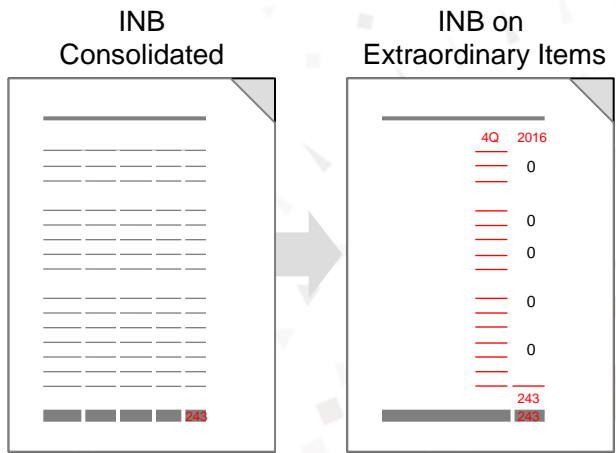 INB
Consolidated
243
INB on
Extraordinary Items
4Q 2016
0
0
0
0
0
243
243